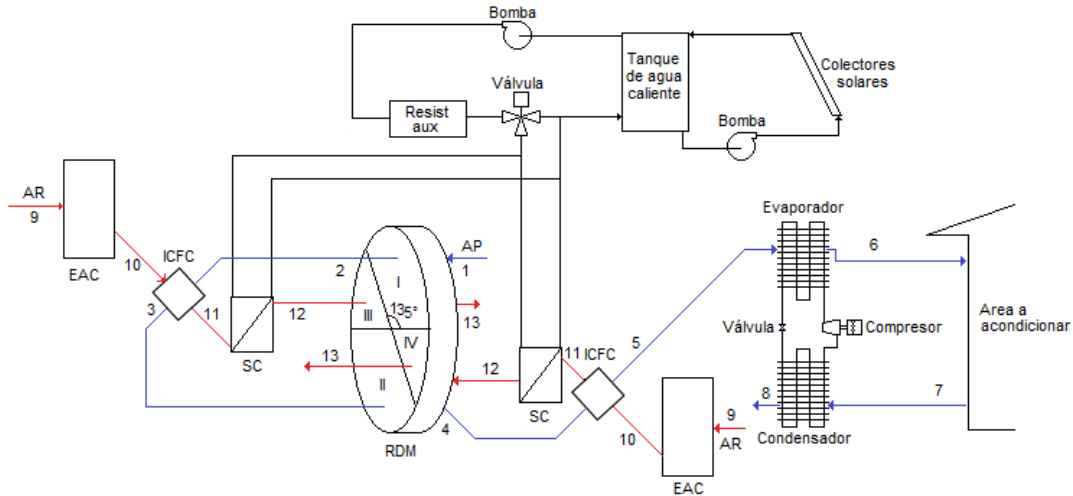 Bomba
Tanque
de agua
caliente
Colectores
solares
Válvula
Resist
aux
Bomba
AR
9
EAC
10
ICFC
3
11
SC
12
2
I
AP
1
III
135°
13
IV
13
II
12
4
RDM
11
ICFC
SC
5
10
9
AR
EAC
Evaporador
6
Válvula
Compresor
Area a
acondicionar
8
7
Condensador